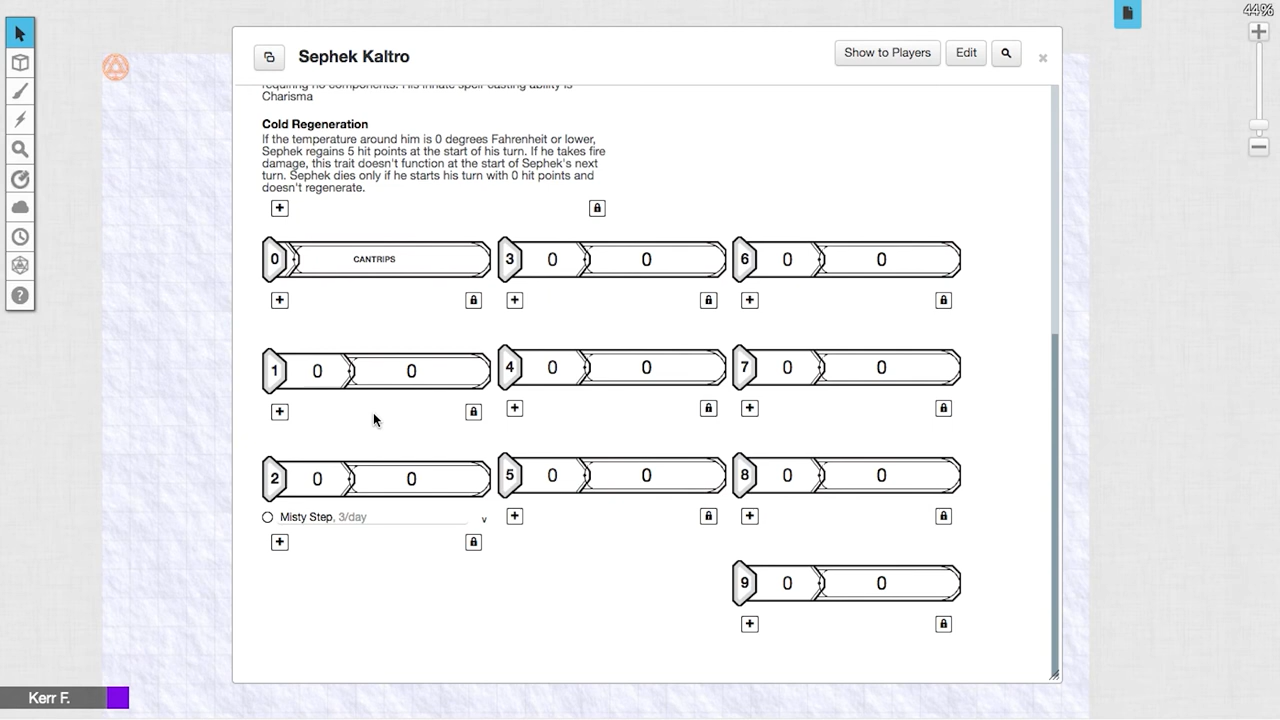 44%
Sephek Kaltro
Show to Players
Edit
requiring no components. His innate spell casting ability is
Charisma
Cold Regeneration
If the temperature around him is 0 degrees Fahrenheit or lower,
Sephek regains 5 hit points at the start of his turn. If he takes fire
damage, this trait doesn't function at the start of Sephek's next
turn. Sephek dies only if he starts his turn with 0 hit points and
doesn't regenerate.
0 CANTRIPS
3 0 0
6 0 0
1 0 0
4 0 0
7 0 0
2 0 0
5 0 0
8 0 0
Misty Step, 3/day v
9 0 0
Kerr F.